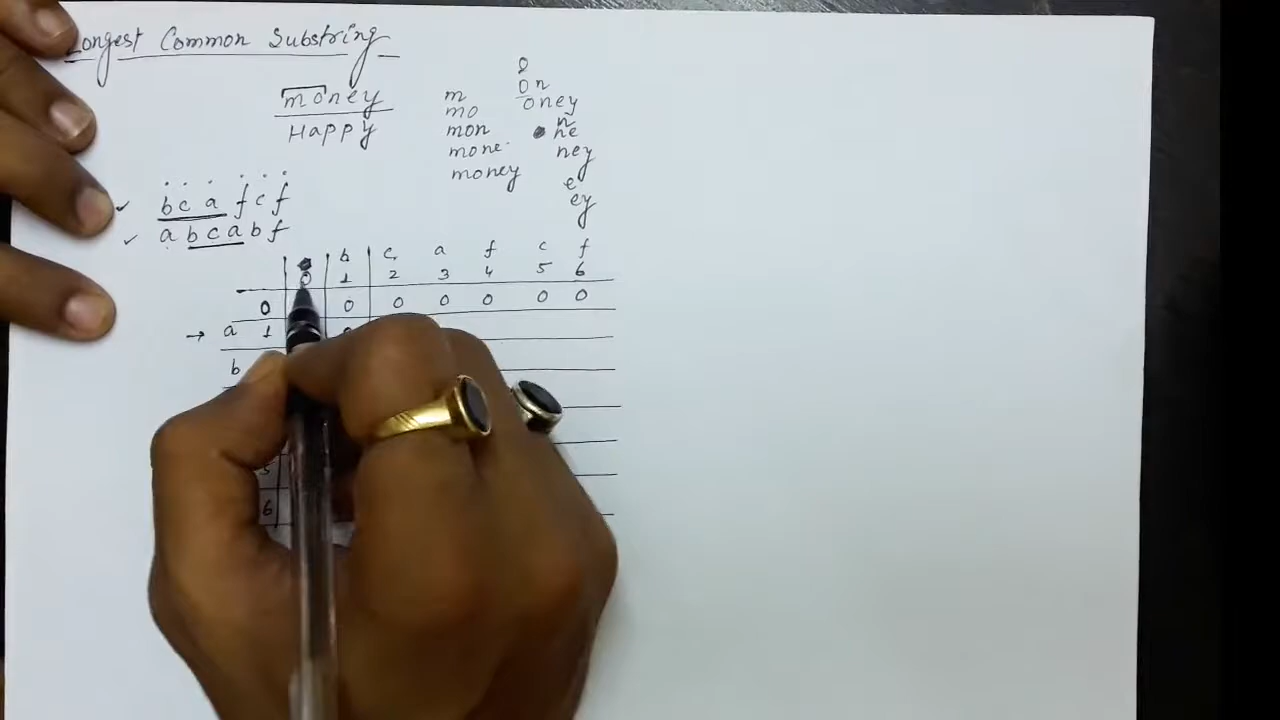 Longest Common Substring
money
Happy
m
mo
mon
mone
money
o
on
oney
n
ne
ney
e
ey
bcafcf
abcabf
b c a f c f
0 1 2 3 4 5 6
0 0 0 0 0 0 0
→ a 1
b
6